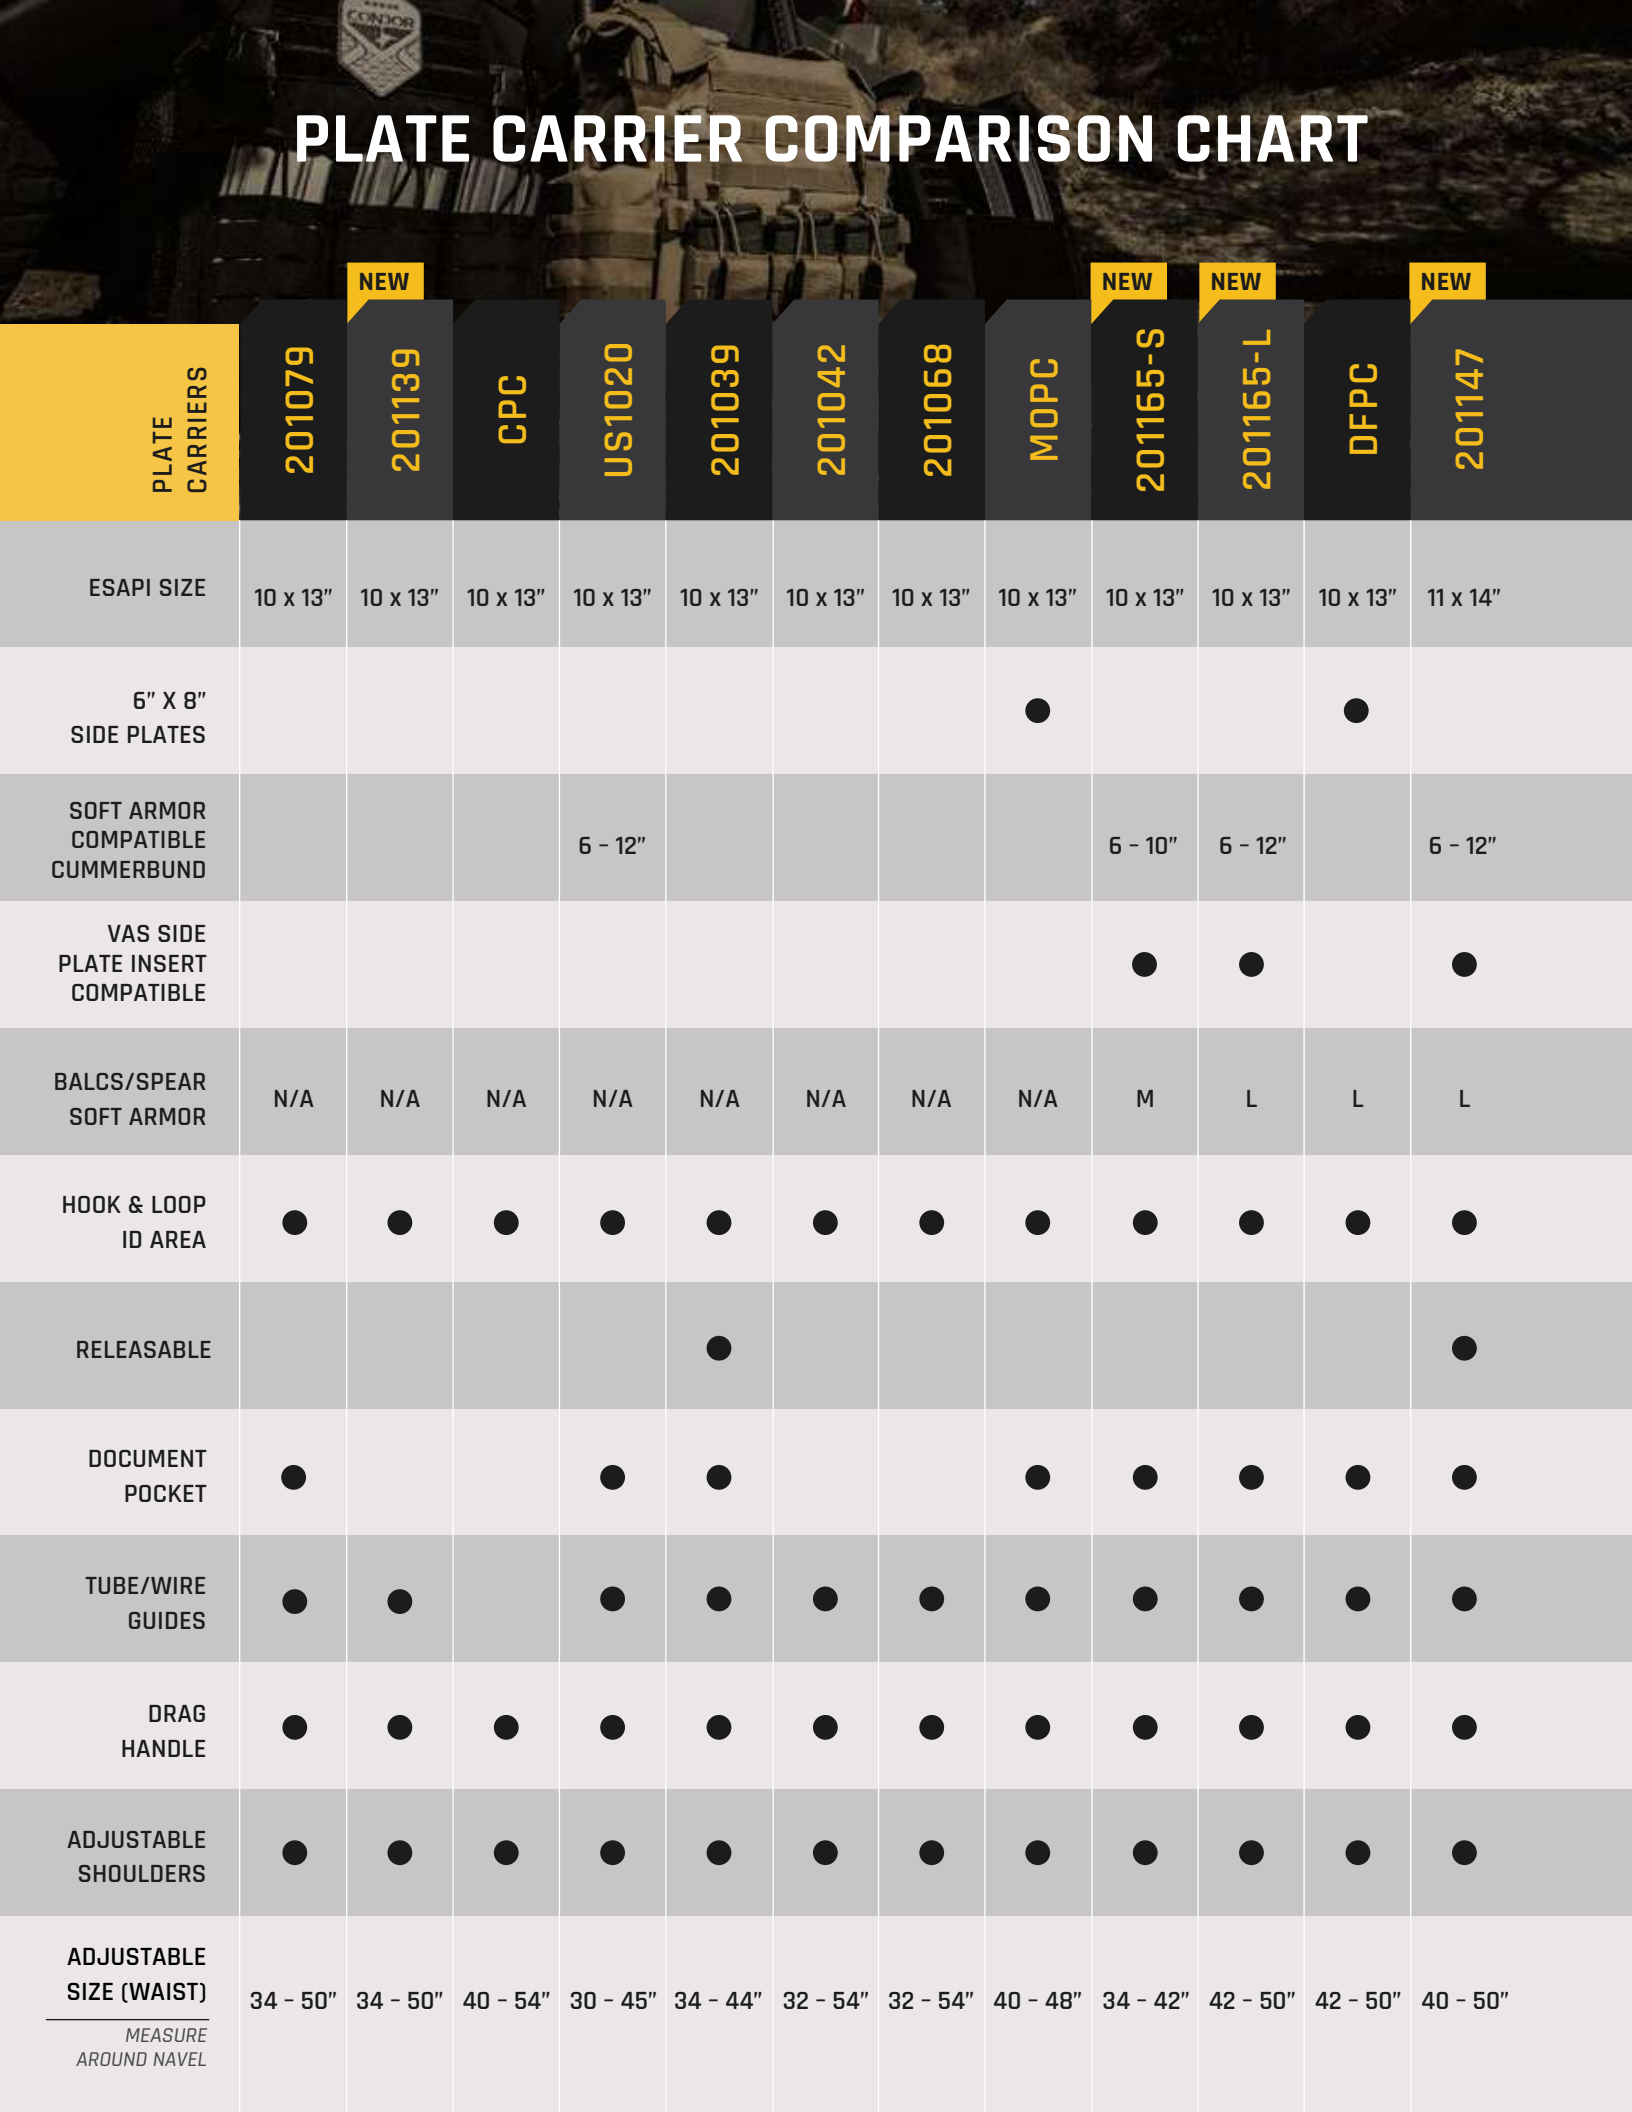 CONDOR
PLATE CARRIER COMPARISON CHART
NEW NEW NEW NEW
PLATE
CARRIERS
201079 201139 CPC US1020 201039 201042 201068 MOPC 201165-S 201165-L DFPC 201147
ESAPI SIZE
10 x 13” 10 x 13” 10 x 13” 10 x 13” 10 x 13” 10 x 13” 10 x 13” 10 x 13” 10 x 13” 10 x 13” 10 x 13” 11 x 14”
6” X 8”
SIDE PLATES
● ●
SOFT ARMOR
COMPATIBLE
CUMMERBUND
6 – 12” 6 – 10” 6 – 12” 6 – 12”
VAS SIDE
PLATE INSERT
COMPATIBLE
● ● ●
BALCS/SPEAR
SOFT ARMOR
N/A N/A N/A N/A N/A N/A N/A N/A M L L L
HOOK & LOOP
ID AREA
● ● ● ● ● ● ● ● ● ● ● ●
RELEASABLE
● ●
DOCUMENT
POCKET
● ● ● ● ● ● ● ●
TUBE/WIRE
GUIDES
● ● ● ● ● ● ● ● ● ● ●
DRAG
HANDLE
● ● ● ● ● ● ● ● ● ● ● ●
ADJUSTABLE
SHOULDERS
● ● ● ● ● ● ● ● ● ● ● ●
ADJUSTABLE
SIZE (WAIST)
34 – 50” 34 – 50” 40 – 54” 30 – 45” 34 – 44” 32 – 54” 32 – 54” 40 – 48” 34 – 42” 42 – 50” 42 – 50” 40 – 50”
MEASURE
AROUND NAVEL